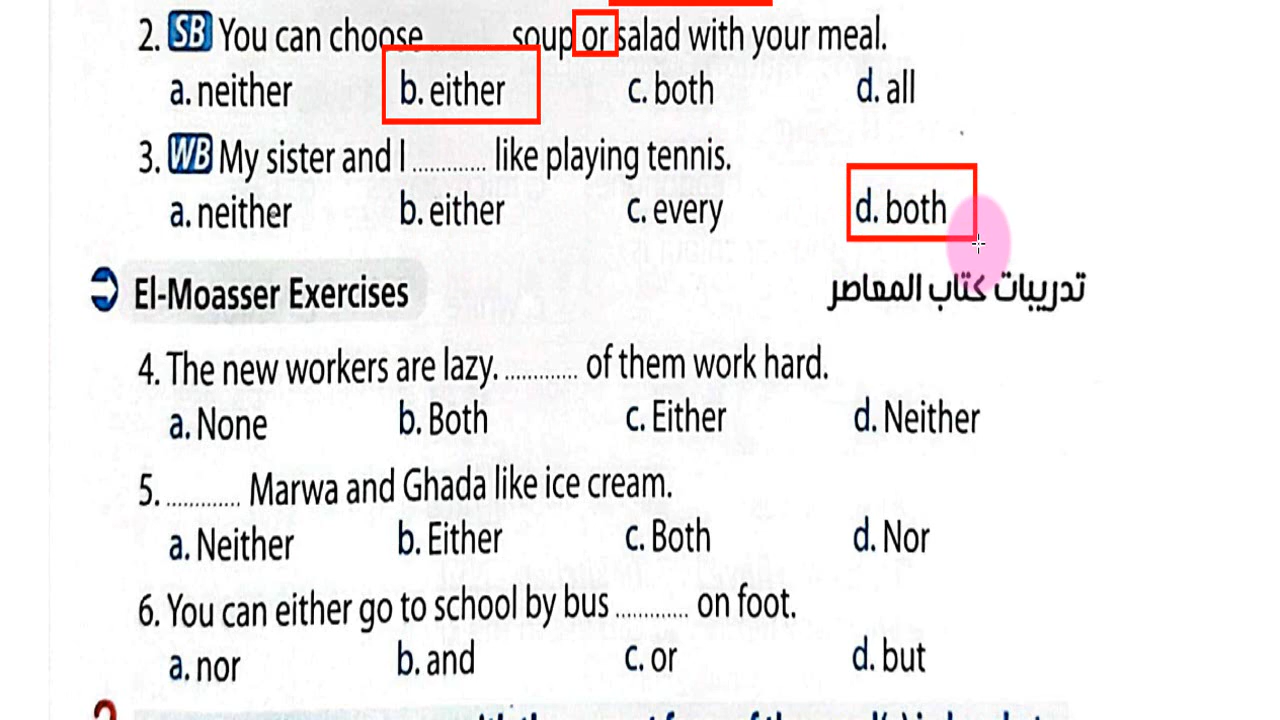 2. SB You can choose soup or salad with your meal.
a. neither b. either c. both d. all
3. WB My sister and I ............ like playing tennis.
a. neither b. either c. every d. both
El-Moasser Exercises تدريبات كتاب المعاصر
4. The new workers are lazy. ............ of them work hard.
a. None b. Both c. Either d. Neither
5. ............ Marwa and Ghada like ice cream.
a. Neither b. Either c. Both d. Nor
6. You can either go to school by bus ............ on foot.
a. nor b. and c. or d. but